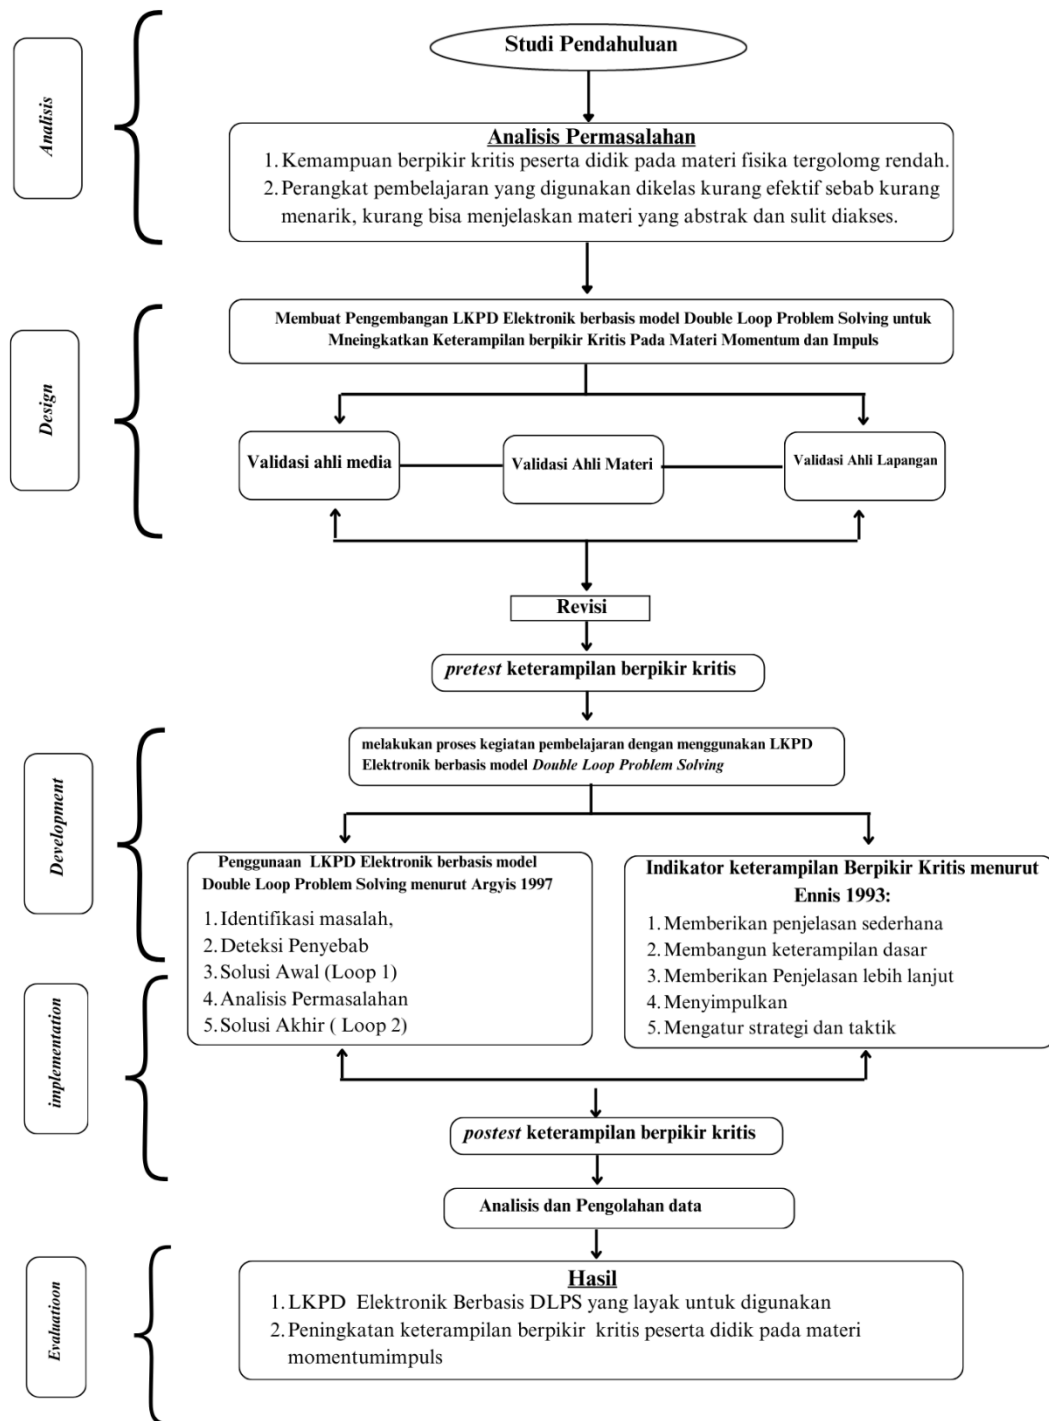 Analisis
Studi Pendahuluan
Analisis Permasalahan
1. Kemampuan berpikir kritis peserta didik pada materi fisika tergolomg rendah.
2. Perangkat pembelajaran yang digunakan dikelas kurang efektif sebab kurang
menarik, kurang bisa menjelaskan materi yang abstrak dan sulit diakses.
Design
Membuat Pengembangan LKPD Elektronik berbasis model Double Loop Problem Solving untuk
Mneingkatkan Keterampilan berpikir Kritis Pada Materi Momentum dan Impuls
Validasi ahli media
Validasi Ahli Materi
Validasi Ahli Lapangan
Revisi
pretest keterampilan berpikir kritis
Development
melakukan proses kegiatan pembelajaran dengan menggunakan LKPD
Elektronik berbasis model Double Loop Problem Solving
Penggunaan LKPD Elektronik berbasis model
Double Loop Problem Solving menurut Argyis 1997
1. Identifikasi masalah,
2. Deteksi Penyebab
3. Solusi Awal (Loop 1)
4. Analisis Permasalahan
5. Solusi Akhir ( Loop 2)
Indikator keterampilan Berpikir Kritis menurut
Ennis 1993:
1. Memberikan penjelasan sederhana
2. Membangun keterampilan dasar
3. Memberikan Penjelasan lebih lanjut
4. Menyimpulkan
5. Mengatur strategi dan taktik
implementation
postest keterampilan berpikir kritis
Analisis dan Pengolahan data
Evaluatioon
Hasil
1. LKPD Elektronik Berbasis DLPS yang layak untuk digunakan
2. Peningkatan keterampilan berpikir kritis peserta didik pada materi
momentumimpuls